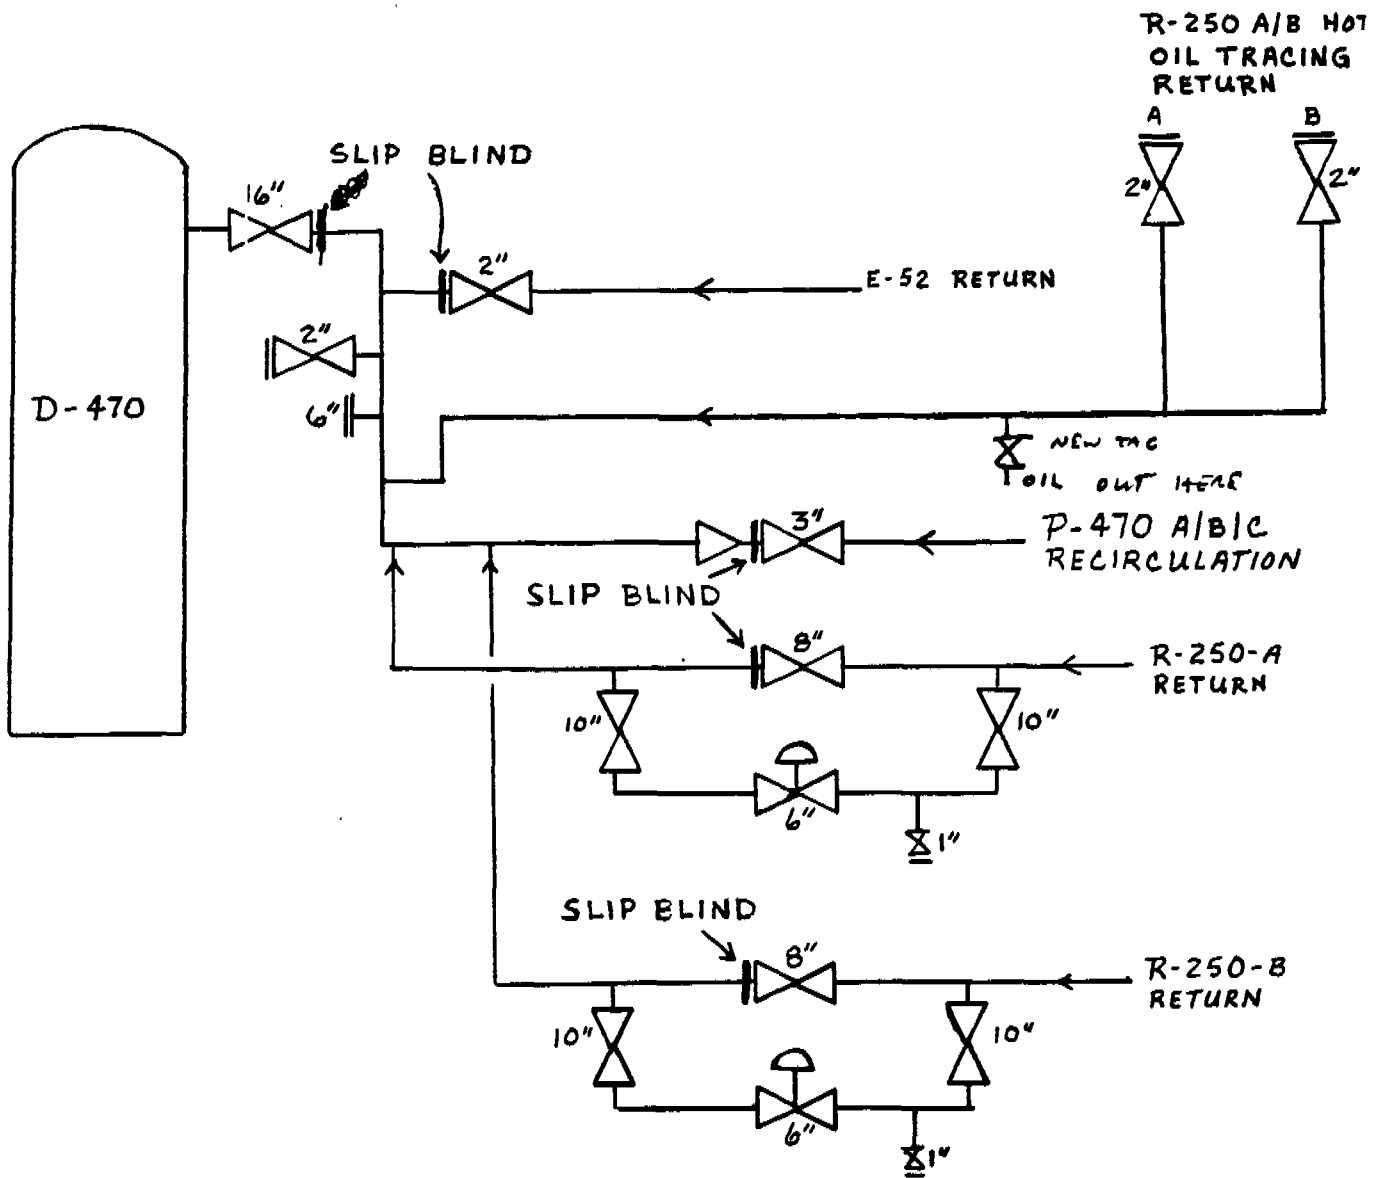 R-250 A/B HOT
OIL TRACING
RETURN
A
B
2"
2"
SLIP BLIND
16"
2"
E-52 RETURN
2"
D-470
6"
NEW
OIL OUT HERE
3"
P-470 A/B/C
RECIRCULATION
SLIP BLIND
8"
R-250-A
RETURN
10"
10"
6"
1"
SLIP BLIND
8"
R-250-B
RETURN
10"
10"
6"
1"